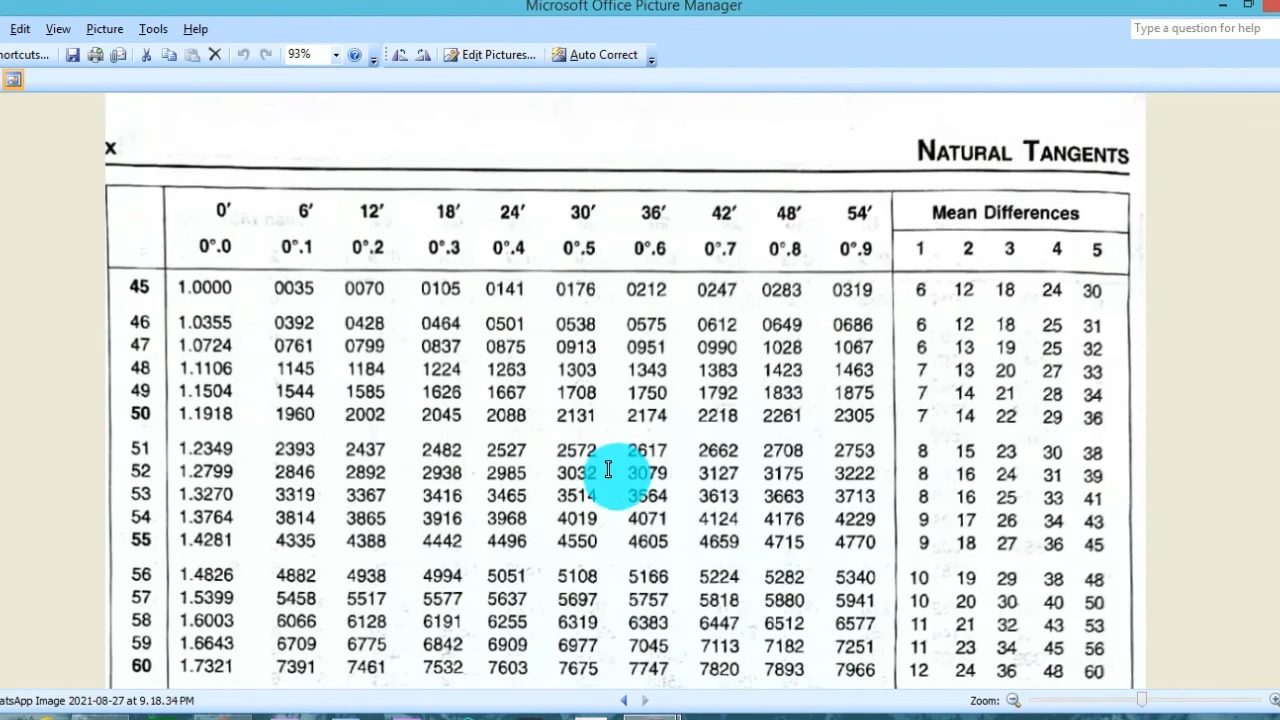 Microsoft Office Picture Manager
Edit View Picture Tools Help Type a question for help
hortcuts... 93% Edit Pictures... Auto Correct
x NATURAL TANGENTS
0′ 6′ 12′ 18′ 24′ 30′ 36′ 42′ 48′ 54′ Mean Differences
0°.0 0°.1 0°.2 0°.3 0°.4 0°.5 0°.6 0°.7 0°.8 0°.9 1 2 3 4 5
45 1.0000 0035 0070 0105 0141 0176 0212 0247 0283 0319 6 12 18 24 30
46 1.0355 0392 0428 0464 0501 0538 0575 0612 0649 0686 6 12 18 25 31
47 1.0724 0761 0799 0837 0875 0913 0951 0990 1028 1067 6 13 19 25 32
48 1.1106 1145 1184 1224 1263 1303 1343 1383 1423 1463 7 13 20 27 33
49 1.1504 1544 1585 1626 1667 1708 1750 1792 1833 1875 7 14 21 28 34
50 1.1918 1960 2002 2045 2088 2131 2174 2218 2261 2305 7 14 22 29 36
51 1.2349 2393 2437 2482 2527 2572 2617 2662 2708 2753 8 15 23 30 38
52 1.2799 2846 2892 2938 2985 3032 3079 3127 3175 3222 8 16 24 31 39
53 1.3270 3319 3367 3416 3465 3514 3564 3613 3663 3713 8 16 25 33 41
54 1.3764 3814 3865 3916 3968 4019 4071 4124 4176 4229 9 17 26 34 43
55 1.4281 4335 4388 4442 4496 4550 4605 4659 4715 4770 9 18 27 36 45
56 1.4826 4882 4938 4994 5051 5108 5166 5224 5282 5340 10 19 29 38 48
57 1.5399 5458 5517 5577 5637 5697 5757 5818 5880 5941 10 20 30 40 50
58 1.6003 6066 6128 6191 6255 6319 6383 6447 6512 6577 11 21 32 43 53
59 1.6643 6709 6775 6842 6909 6977 7045 7113 7182 7251 11 23 34 45 56
60 1.7321 7391 7461 7532 7603 7675 7747 7820 7893 7966 12 24 36 48 60
atsApp Image 2021-08-27 at 9.18.34 PM Zoom: